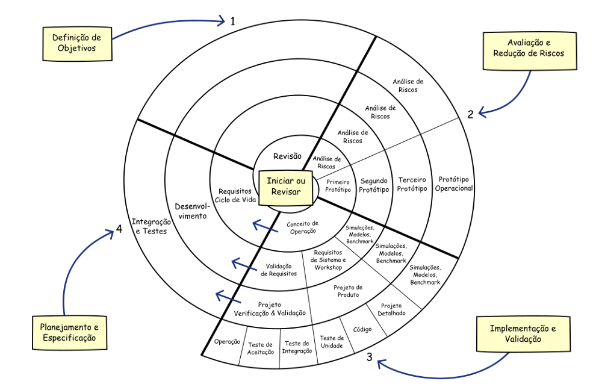 1
Definição de
Objetivos
Avaliação e
Redução de Riscos
Análise de
Riscos
Análise de
Riscos
2
Análise de
Riscos
Revisão
Análise de
Riscos
Iniciar ou
Revisar
Primeiro
Protótipo
Segundo
Protótipo
Terceiro
Protótipo
Protótipo
Operacional
Requisitos
Ciclo de Vida
Desenvol-
vimento
Integração
e Testes
4
Conceito de
Operação
Simulações,
Modelos,
Benchmark
Simulações,
Modelos,
Benchmark
Simulações,
Modelos,
Benchmark
Requisitos
de Sistema e
Workshop
Validação
de Requisitos
Projeto de
Produto
Projeto
Verificação & Validação
Projeto
Detalhado
Código
Teste de
Unidade
Teste de
Integração
Teste de
Aceitação
Operação
3
Planejamento e
Especificação
Implementação e
Validação